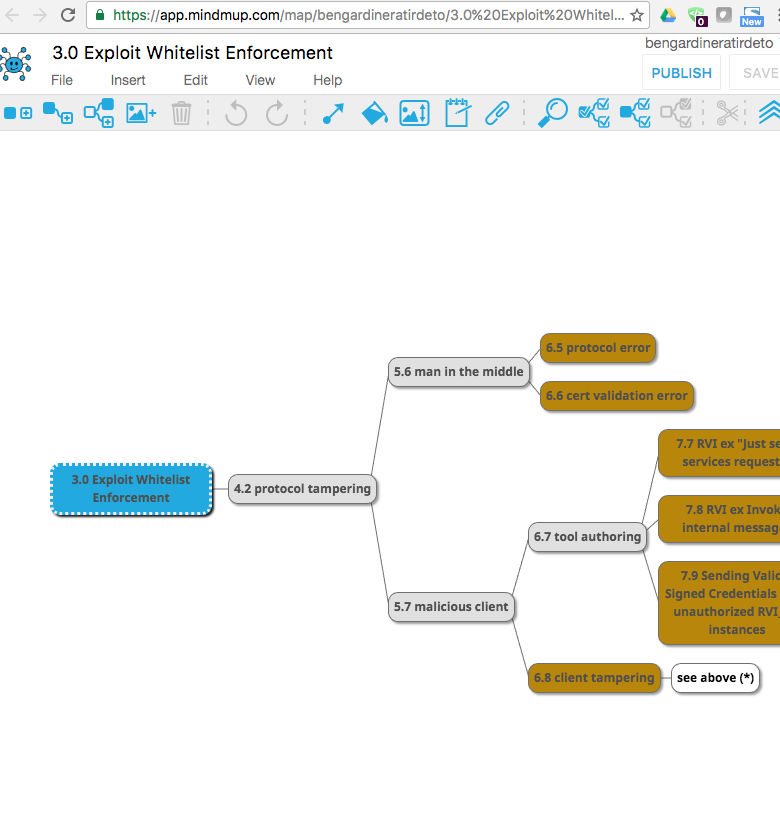 https://app.mindmup.com/map/bengardineratirdeto/3.0%20Exploit%20Whitel...
0
New
3.0 Exploit Whitelist Enforcement
bengardineratirdeto
File Insert Edit View Help
PUBLISH
SAVE
6.5 protocol error
5.6 man in the middle
6.6 cert validation error
7.7 RVI ex "Just se
services request
3.0 Exploit Whitelist
Enforcement
4.2 protocol tampering
7.8 RVI ex Invok
internal messag
6.7 tool authoring
7.9 Sending Valid
Signed Credentials
unauthorized RVI
instances
5.7 malicious client
6.8 client tampering
see above (*)